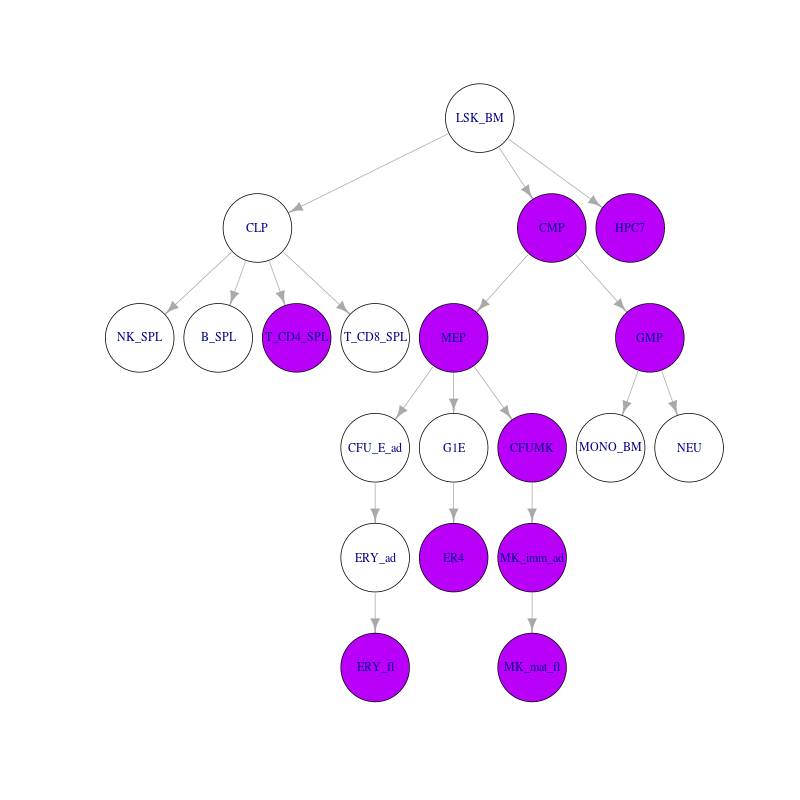 LSK_BM
CLP
CMP
HPC7
NK_SPL
B_SPL
T_CD4_SPL
T_CD8_SPL
MEP
GMP
CFU_E_ad
G1E
CFUMK
MONO_BM
NEU
ERY_ad
ER4
MK_imm_ad
ERY_fl
MK_mat_fl